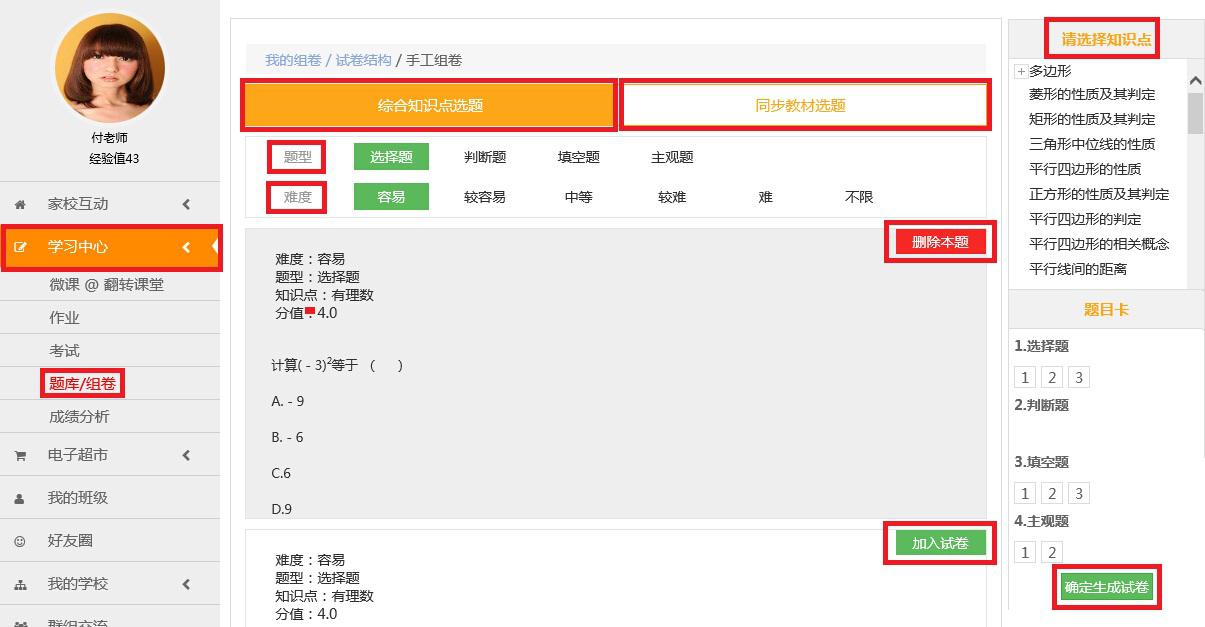 付老师
经验值43
家校互动
学习中心
微课 @ 翻转课堂
作业
考试
题库/组卷
成绩分析
电子超市
我的班级
好友圈
我的学校
群组交流
我的组卷 / 试卷结构 / 手工组卷
综合知识点选题 同步教材选题
题型 选择题 判断题 填空题 主观题
难度 容易 较容易 中等 较难 难 不限
删除本题
难度：容易
题型：选择题
知识点：有理数
分值：4.0
计算( - 3)²等于 （ ）
A. - 9
B. - 6
C.6
D.9
加入试卷
难度：容易
题型：选择题
知识点：有理数
分值：4.0
请选择知识点
多边形
菱形的性质及其判定
矩形的性质及其判定
三角形中位线的性质
平行四边形的性质
正方形的性质及其判定
平行四边形的判定
平行四边形的相关概念
平行线间的距离
题目卡
1.选择题
1 2 3
2.判断题
3.填空题
1 2 3
4.主观题
1 2
确定生成试卷